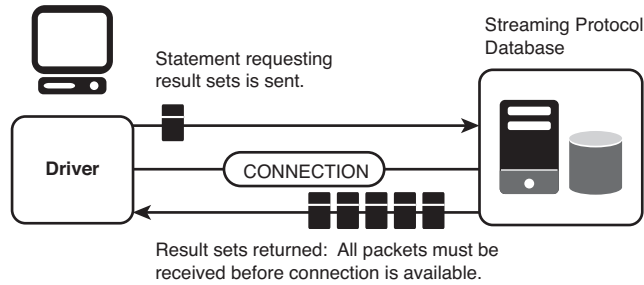 Streaming Protocol
Database
Statement requesting
result sets is sent.
Driver
CONNECTION
Result sets returned:  All packets must be
received before connection is available.